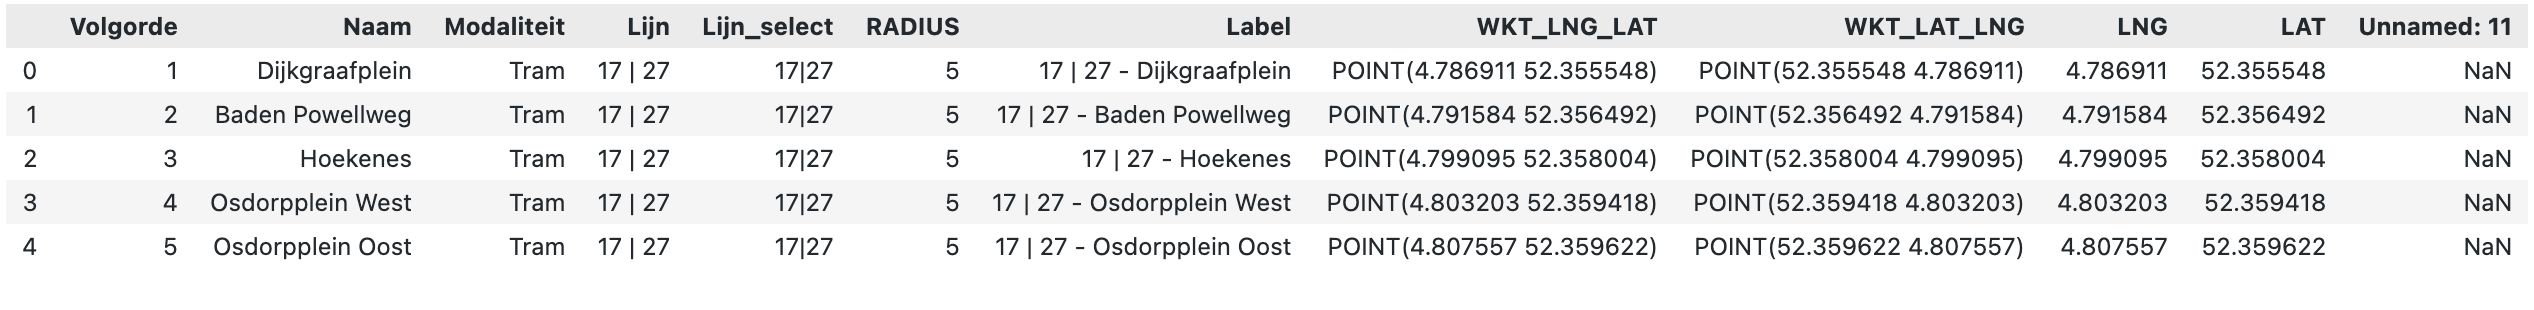 Volgorde Naam Modaliteit Lijn Lijn_select RADIUS Label WKT_LNG_LAT WKT_LAT_LNG LNG LAT Unnamed: 11
0 1 Dijkgraafplein Tram 17 | 27 17|27 5 17 | 27 - Dijkgraafplein POINT(4.786911 52.355548) POINT(52.355548 4.786911) 4.786911 52.355548 NaN
1 2 Baden Powellweg Tram 17 | 27 17|27 5 17 | 27 - Baden Powellweg POINT(4.791584 52.356492) POINT(52.356492 4.791584) 4.791584 52.356492 NaN
2 3 Hoekenes Tram 17 | 27 17|27 5 17 | 27 - Hoekenes POINT(4.799095 52.358004) POINT(52.358004 4.799095) 4.799095 52.358004 NaN
3 4 Osdorpplein West Tram 17 | 27 17|27 5 17 | 27 - Osdorpplein West POINT(4.803203 52.359418) POINT(52.359418 4.803203) 4.803203 52.359418 NaN
4 5 Osdorpplein Oost Tram 17 | 27 17|27 5 17 | 27 - Osdorpplein Oost POINT(4.807557 52.359622) POINT(52.359622 4.807557) 4.807557 52.359622 NaN